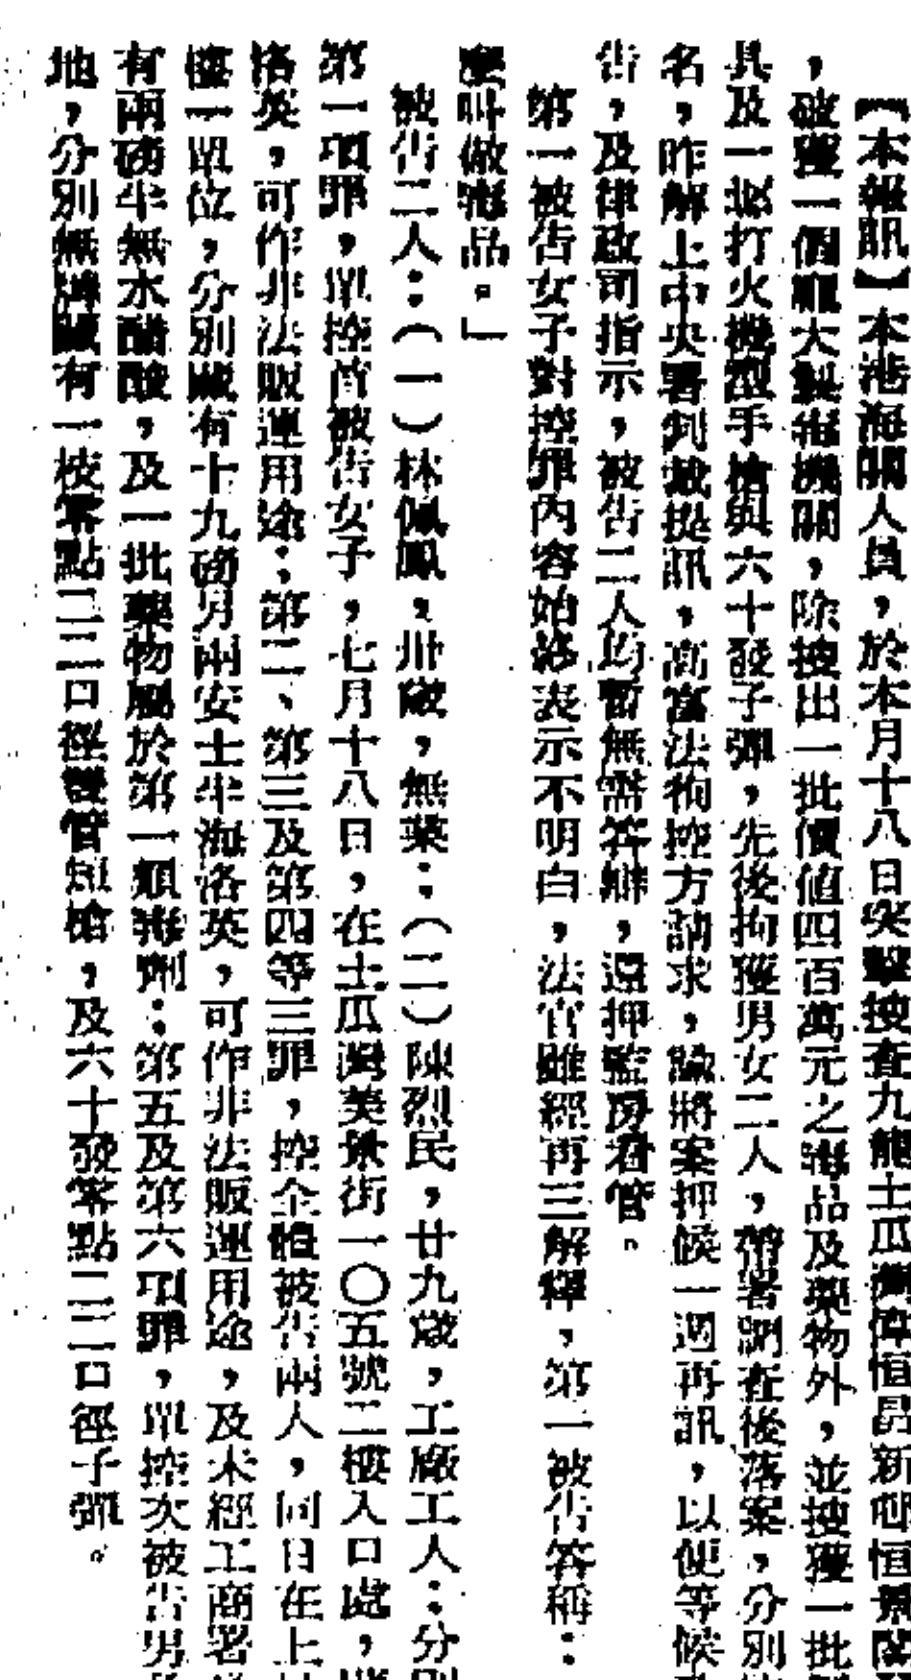 【本報訊】本港海關人員，於本月十八日突擊搜查九龍土瓜灣偉恒昌新邨恒景閣
，破獲一個龐大製毒機關，除搜出一批價值四百萬元之毒品及藥物外，並搜獲一批
具及一把打火機型手槍與六十發子彈，先後拘獲男女二人，帶署調查後落案，分別
名，昨解上中央署刑裁提訊，高富法徇控方請求，諭將案押候一週再訊，以便等候
告，及律政司指示，被告二人均暫無需答辯，還押監房看管。
第一被告女子對控罪內容始終表示不明白，法官雖經再三解釋，第一被告答稱：
麼叫做毒品。」
被告二人：（一）林佩鳳，卅歲，無業；（二）陳烈民，廿九歲，工廠工人；分別
第一項罪，單控首被告女子，七月十八日，在土瓜灣美景街一〇五號二樓入口處，
洛英，可作非法販運用途；第二、第三及第四等三罪，控全體被告兩人，同日在上
樓一單位，分別藏有十九磅月兩安士半海洛英，可作非法販運用途，及未經工商署
有兩磅半無水醋酸，及一批藥物屬於第一類毒劑；第五及第六項罪，單控次被告男
地，分別無牌藏有一枝零點二二口徑雙管短槍，及六十發零點二二口徑子彈。